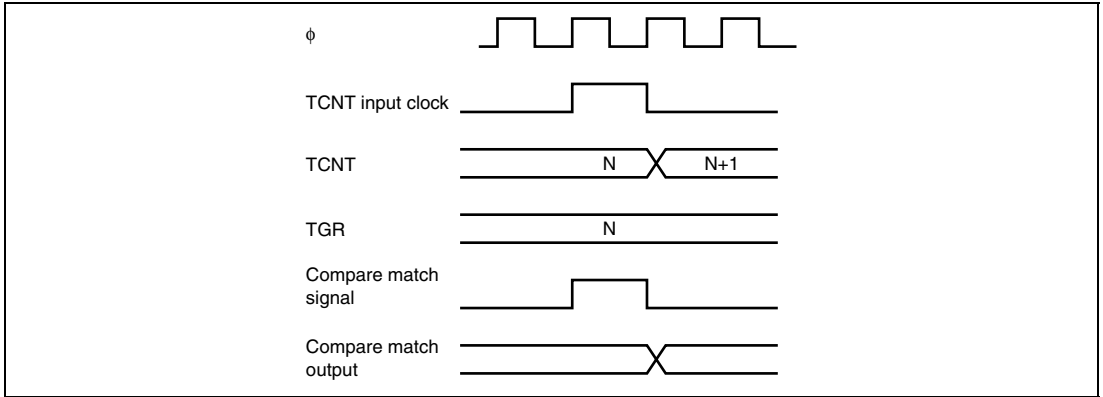 ϕ
TCNT input clock
TCNT
N
N+1
TGR
N
Compare match
signal
Compare match
output